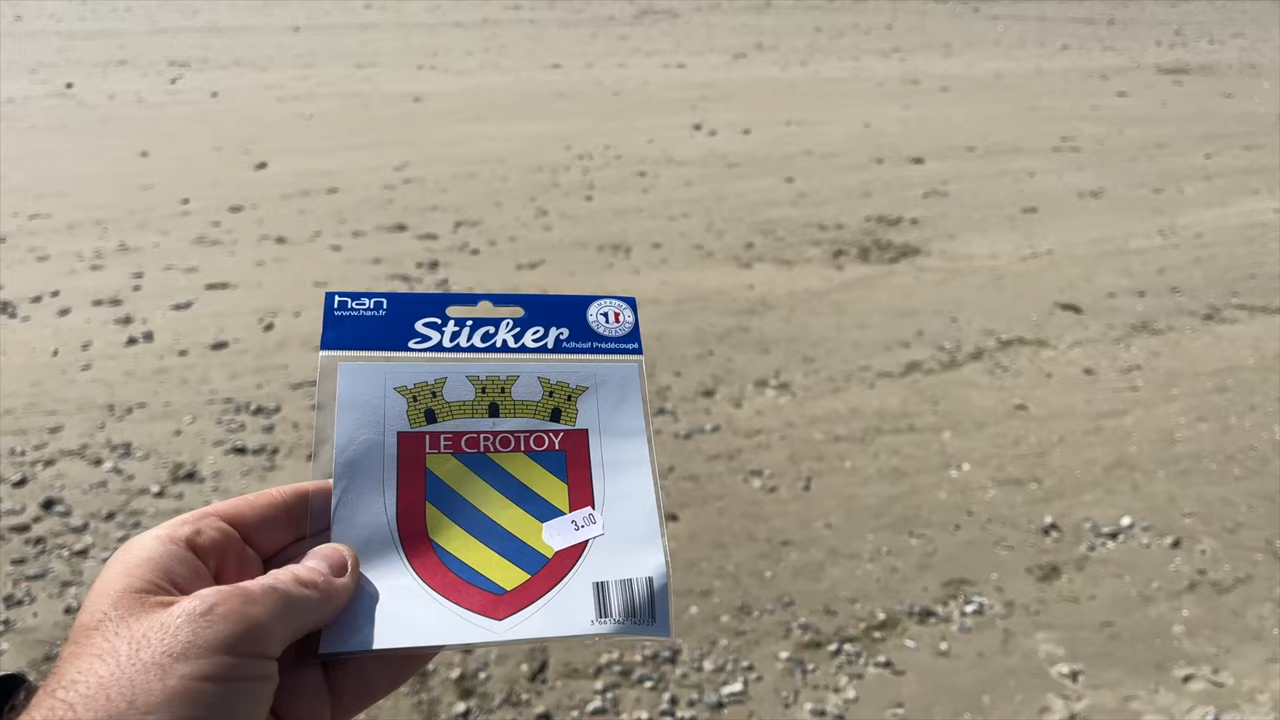 han
www.han.fr
IMPRIMÉ
EN FRANCE
Sticker
Adhésif Prédécoupé
LE CROTOY
3.00